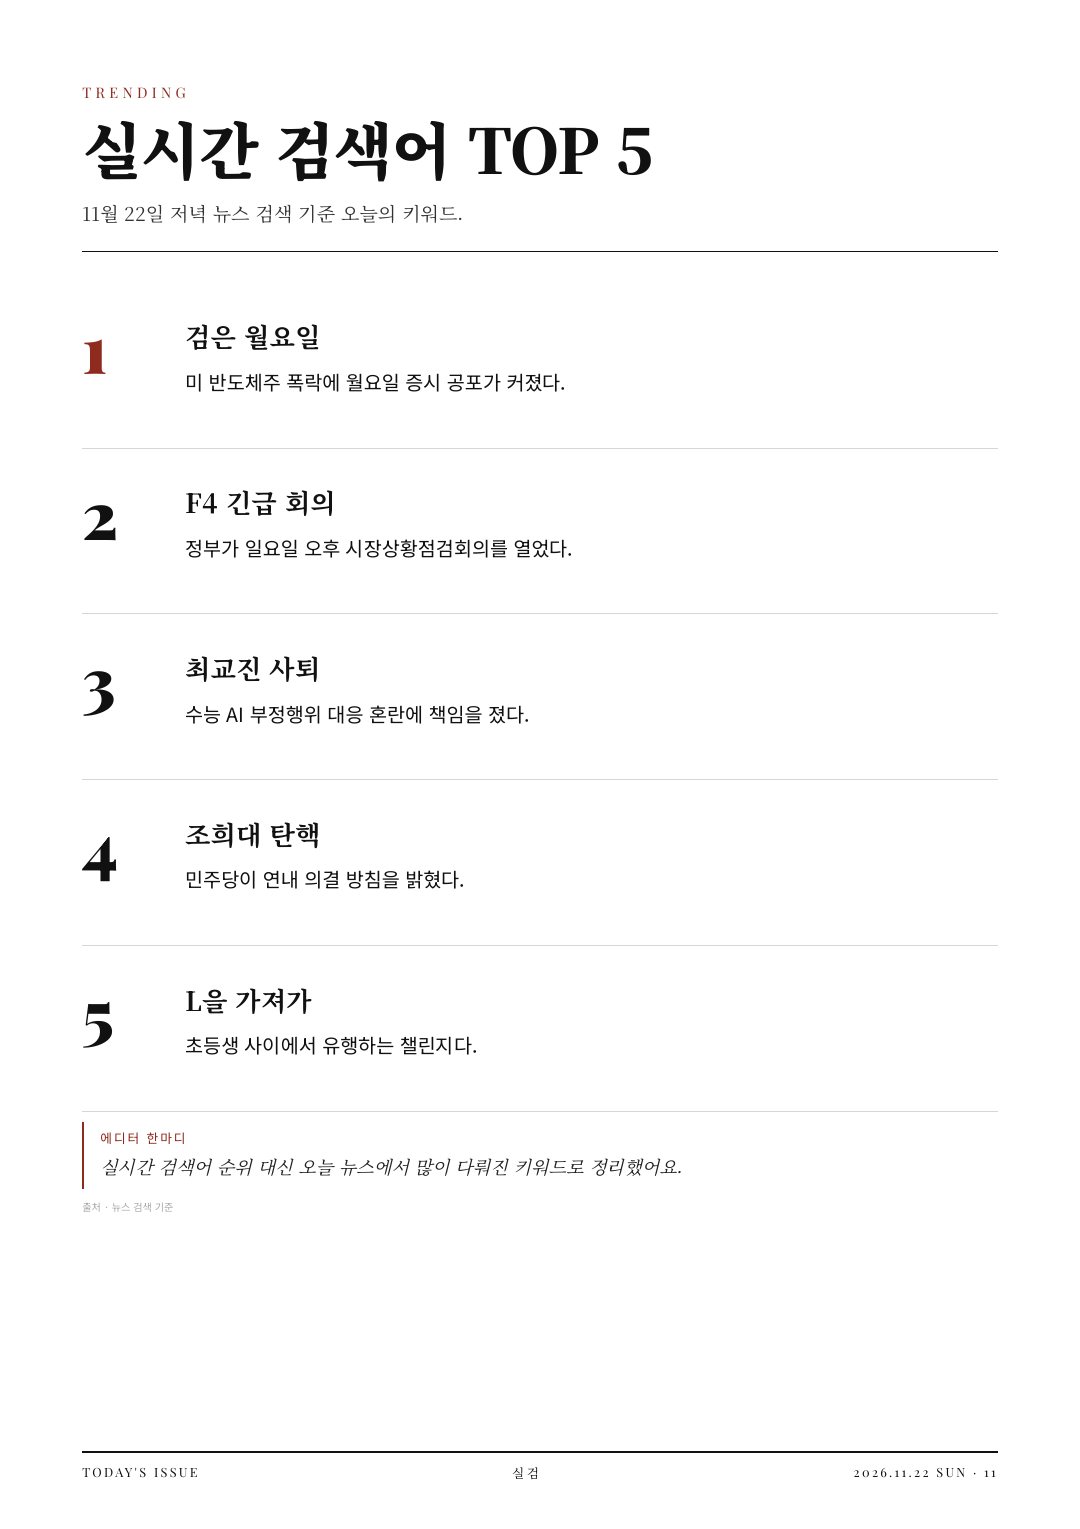 TRENDING
실시간 검색어 TOP 5
11월 22일 저녁 뉴스 검색 기준 오늘의 키워드.
1
검은 월요일
미 반도체주 폭락에 월요일 증시 공포가 커졌다.
2
F4 긴급 회의
정부가 일요일 오후 시장상황점검회의를 열었다.
3
최교진 사퇴
수능 AI 부정행위 대응 혼란에 책임을 졌다.
4
조희대 탄핵
민주당이 연내 의결 방침을 밝혔다.
5
L을 가져가
초등생 사이에서 유행하는 챌린지다.
에디터 한마디
실시간 검색어 순위 대신 오늘 뉴스에서 많이 다뤄진 키워드로 정리했어요.
출처 · 뉴스 검색 기준
TODAY'S ISSUE
실검
2026.11.22 SUN · 11